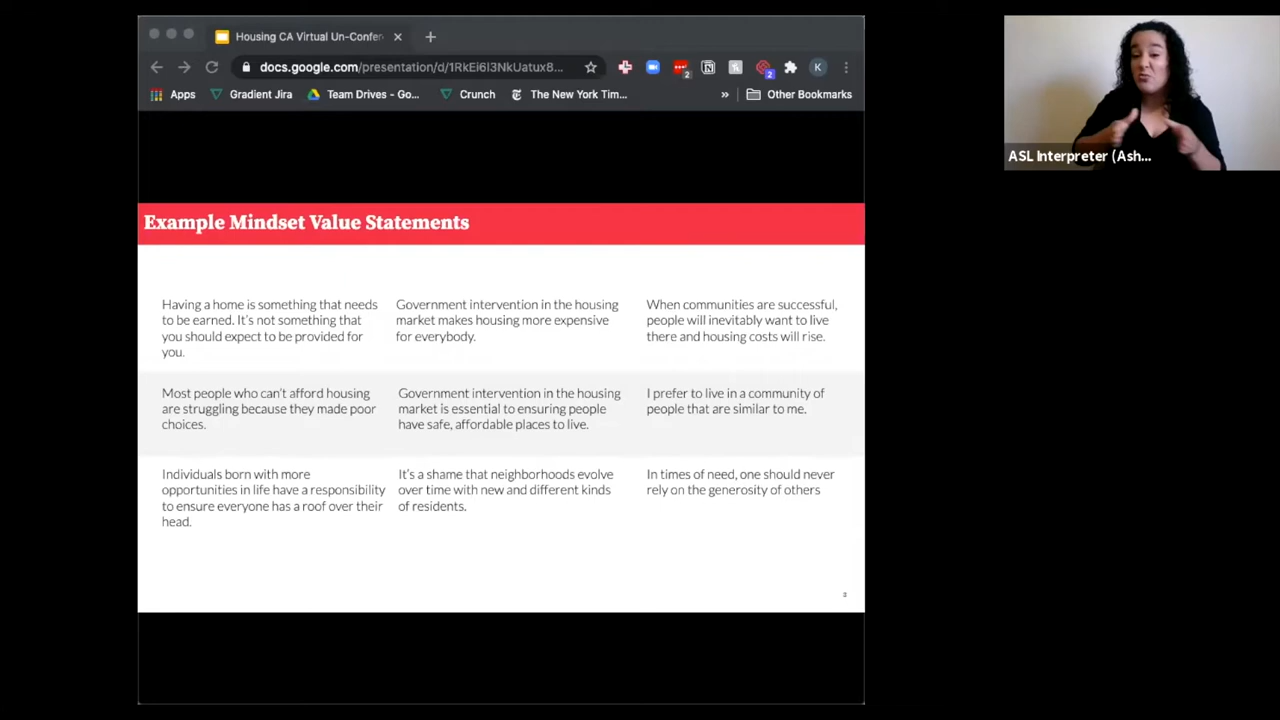 Housing CA Virtual Un-Confer
docs.google.com/presentation/d/1RkEi6I3NkUatux8...
2
2
K
Apps
Gradient Jira
Team Drives - Go...
Crunch
The New York Tim...
»
Other Bookmarks
ASL Interpreter (Ash...
Example Mindset Value Statements
Having a home is something that needs
to be earned. It's not something that
you should expect to be provided for
you.
Government intervention in the housing
market makes housing more expensive
for everybody.
When communities are successful,
people will inevitably want to live
there and housing costs will rise.
Most people who can't afford housing
are struggling because they made poor
choices.
Government intervention in the housing
market is essential to ensuring people
have safe, affordable places to live.
I prefer to live in a community of
people that are similar to me.
Individuals born with more
opportunities in life have a responsibility
to ensure everyone has a roof over their
head.
It's a shame that neighborhoods evolve
over time with new and different kinds
of residents.
In times of need, one should never
rely on the generosity of others